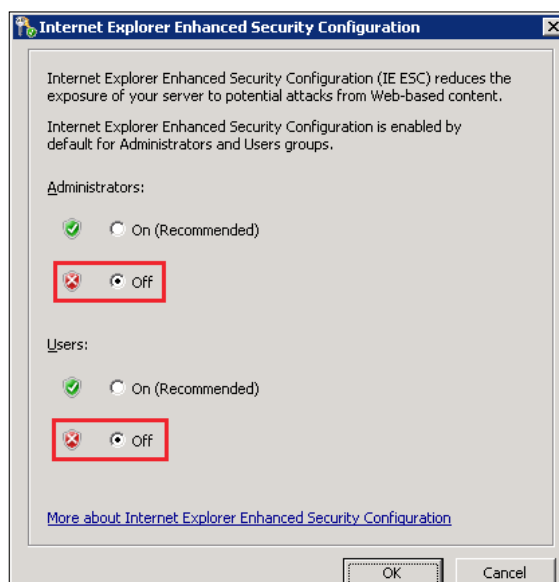 Internet Explorer Enhanced Security Configuration
Internet Explorer Enhanced Security Configuration (IE ESC) reduces the
exposure of your server to potential attacks from Web-based content.
Internet Explorer Enhanced Security Configuration is enabled by
default for Administrators and Users groups.
Administrators:
On (Recommended)
Off
Users:
On (Recommended)
Off
More about Internet Explorer Enhanced Security Configuration
OK Cancel